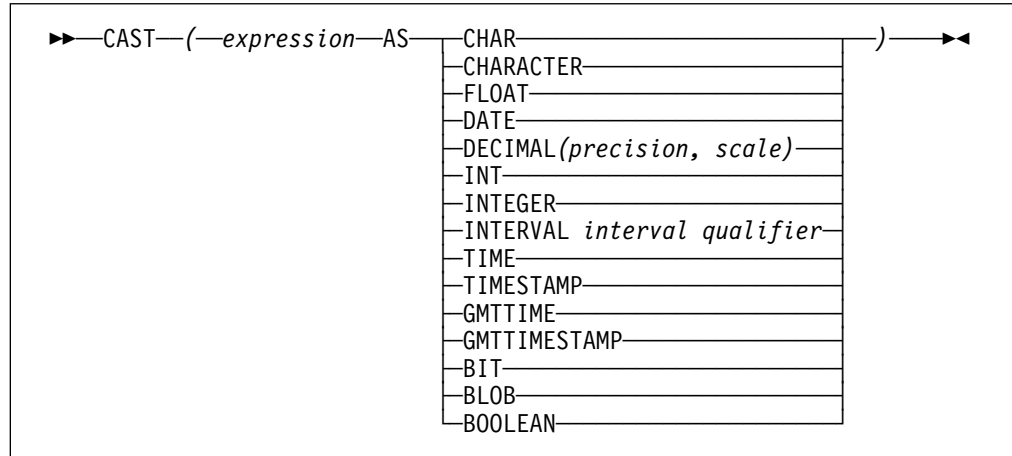 CAST ( expression AS CHAR )
CHARACTER
FLOAT
DATE
DECIMAL(precision, scale)
INT
INTEGER
INTERVAL interval qualifier
TIME
TIMESTAMP
GMTTIME
GMTTIMESTAMP
BIT
BLOB
BOOLEAN